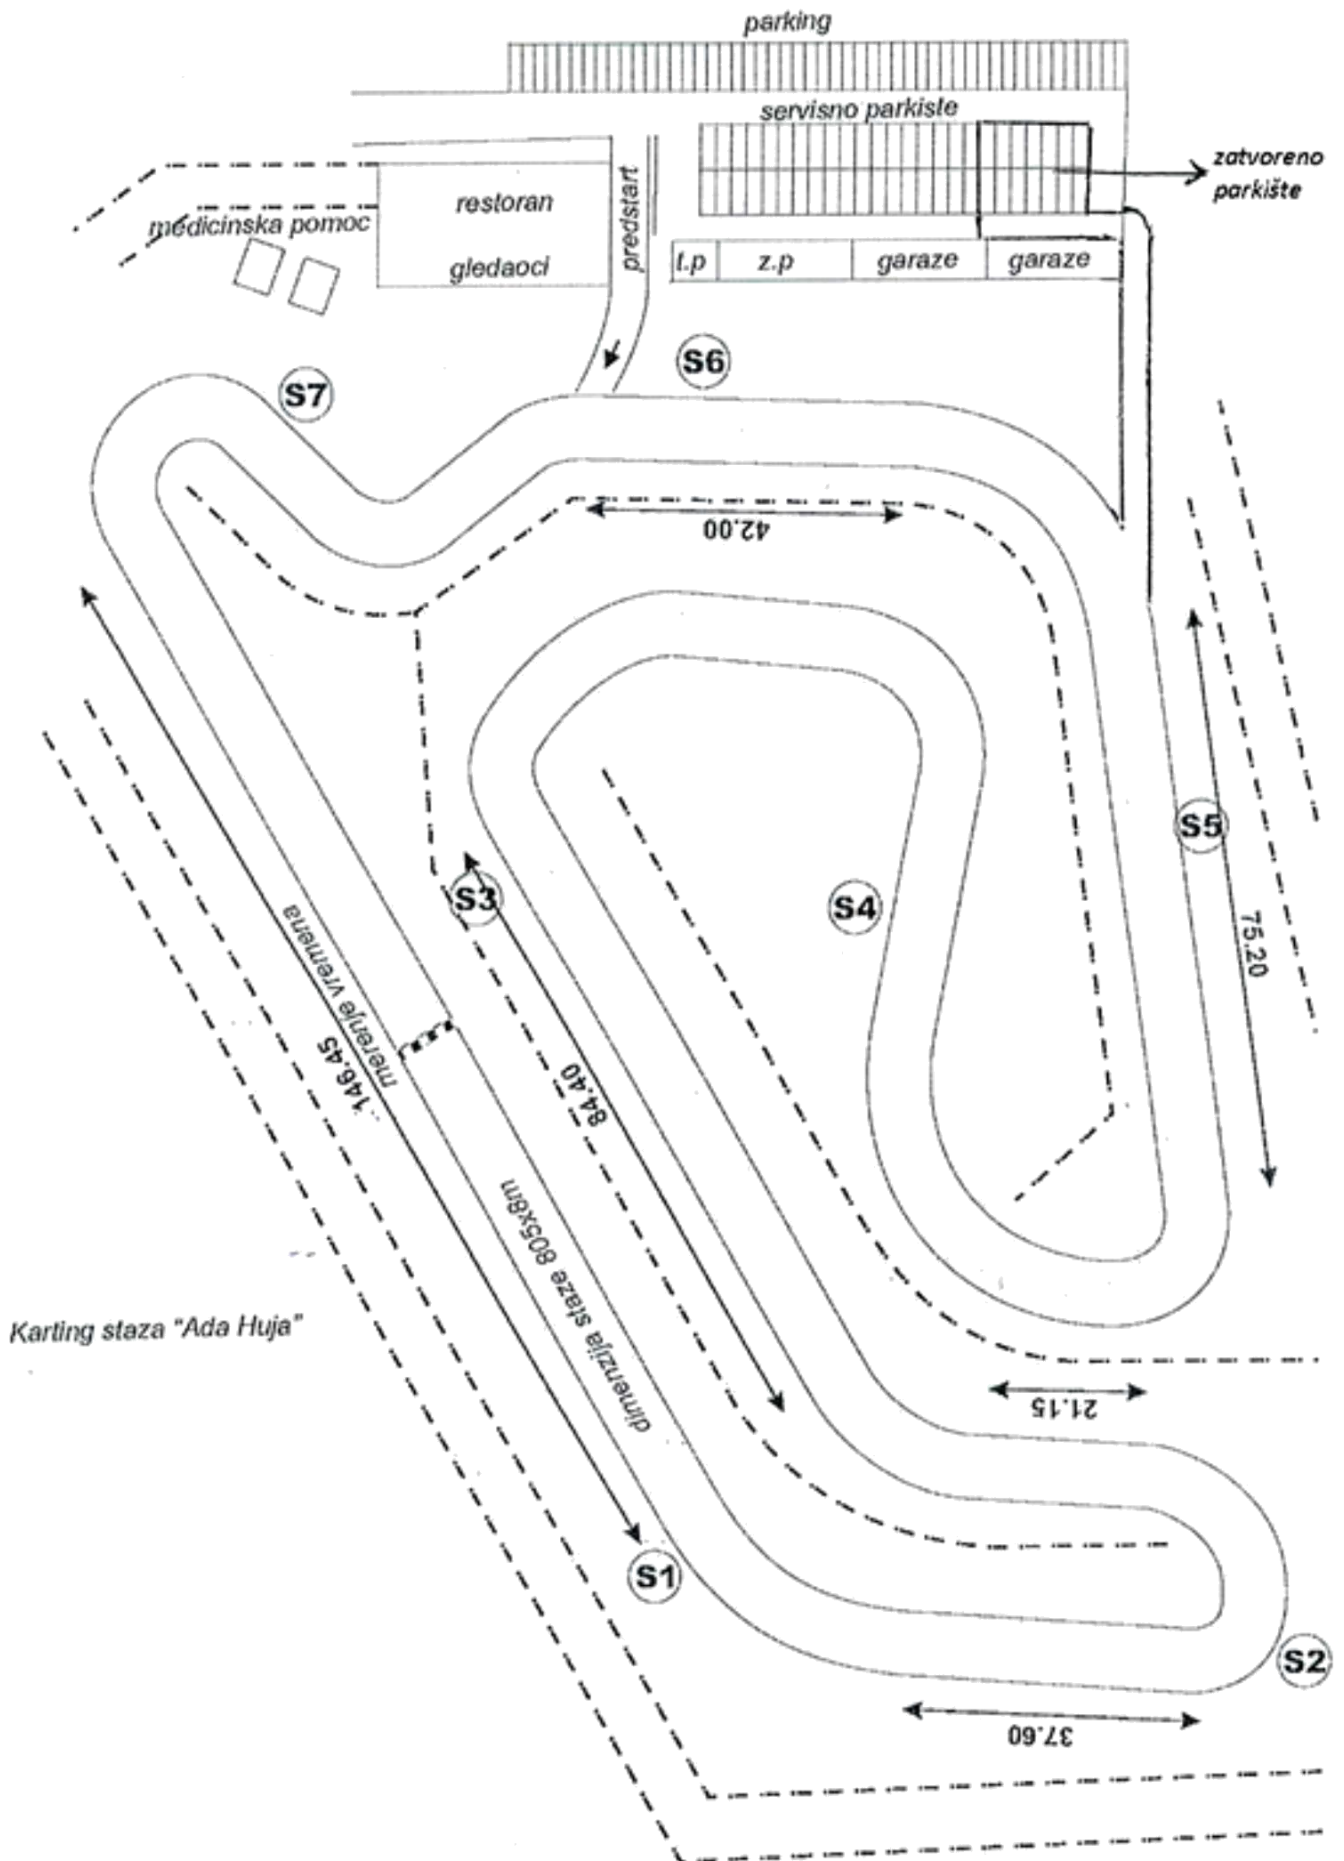 parking
servisno parkiste
zatvoreno
parkište
restoran
predstart
medicinska pomoc
gledaoci
t.p
z.p
garaze
garaze
S6
S7
42.00
S5
S3
S4
75.20
merenje vremena
146.45
84.40
dimenzija staze 805x8m
Karting staza "Ada Huja"
21.15
S1
S2
37.60